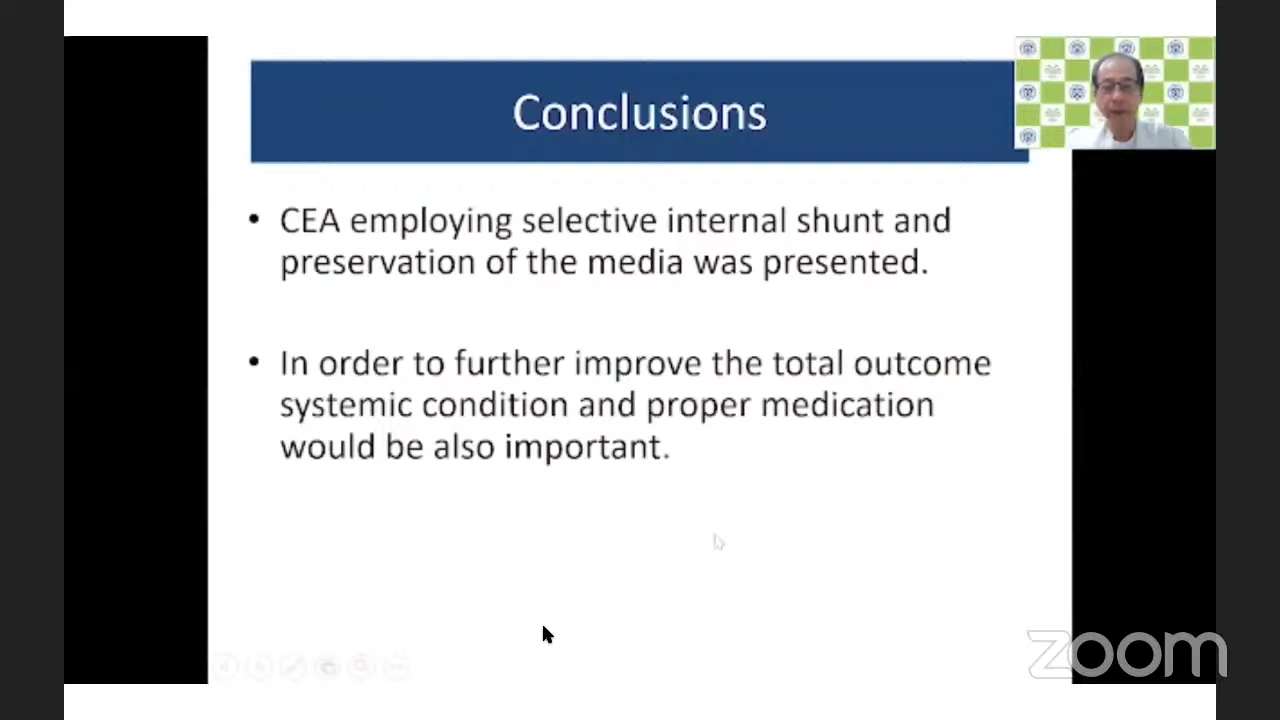 Conclusions
• CEA employing selective internal shunt and
preservation of the media was presented.
• In order to further improve the total outcome
systemic condition and proper medication
would be also important.
zoom